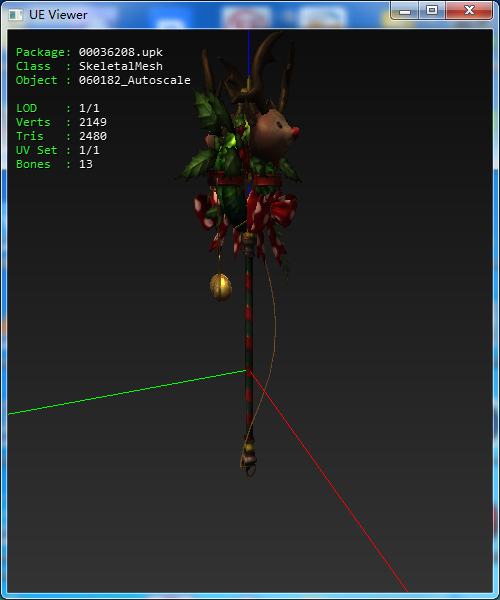 UE Viewer
Package: 00036208.upk
Class : SkeletalMesh
Object : 060182_Autoscale
LOD : 1/1
Verts : 2149
Tris : 2480
UV Set : 1/1
Bones : 13